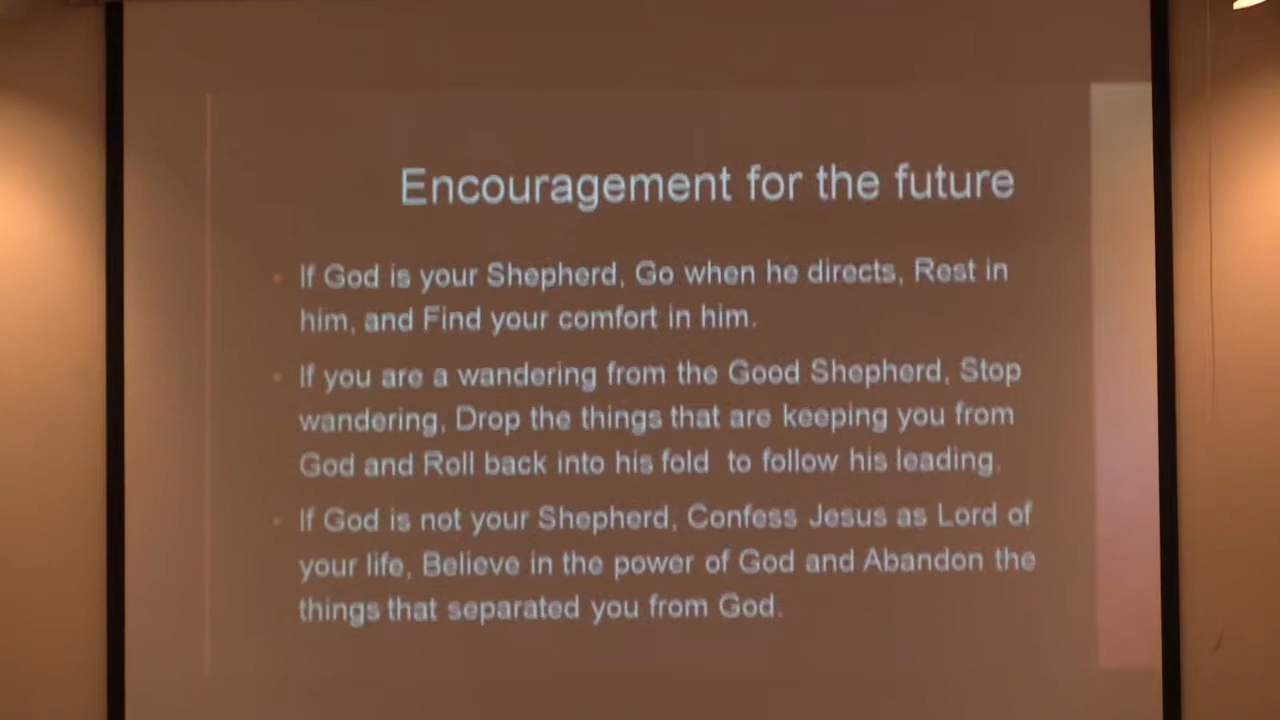 Encouragement for the future
If God is your Shepherd, Go when he directs, Rest in
him, and Find your comfort in him.
If you are a wandering from the Good Shepherd, Stop
wandering, Drop the things that are keeping you from
God and Roll back into his fold to follow his leading.
If God is not your Shepherd, Confess Jesus as Lord of
your life, Believe in the power of God and Abandon the
things that separated you from God.